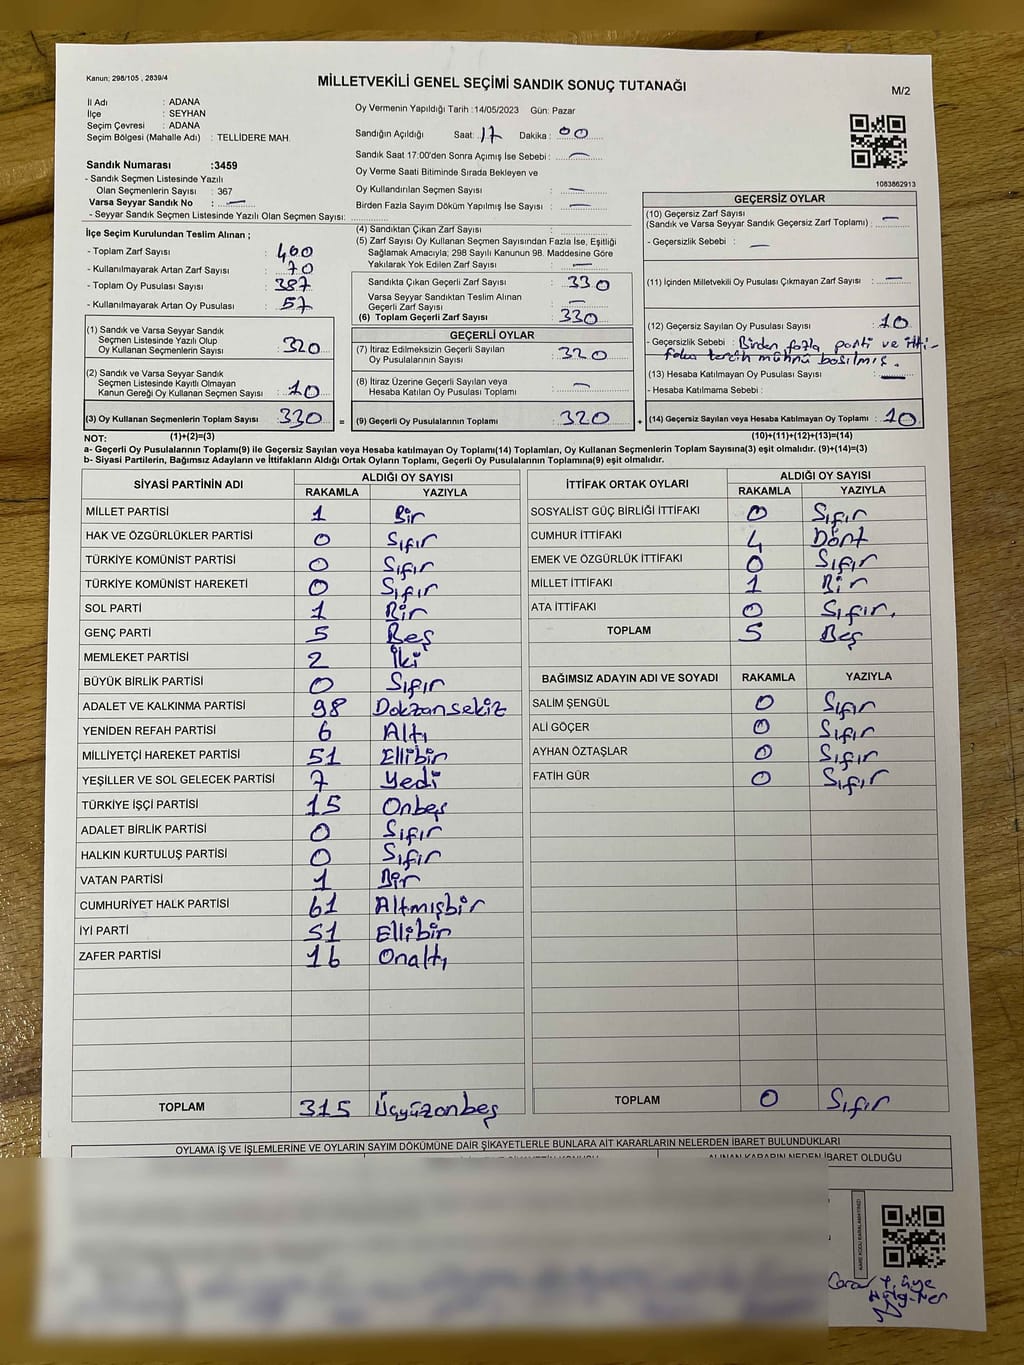 Kanun; 298/105 , 2839/4
MİLLETVEKİLİ GENEL SEÇİMİ SANDIK SONUÇ TUTANAĞI
M/2
İl Adı : ADANA
İlçe : SEYHAN
Seçim Çevresi : ADANA
Seçim Bölgesi (Mahalle Adı) : TELLİDERE MAH.
Sandık Numarası :3459
- Sandık Seçmen Listesinde Yazılı
Olan Seçmenlerin Sayısı : 367
Varsa Seyyar Sandık No : —
- Seyyar Sandık Seçmen Listesinde Yazılı Olan Seçmen Sayısı:
Oy Vermenin Yapıldığı Tarih :14/05/2023 Gün: Pazar
Sandığın Açıldığı Saat: 17 Dakika : 00
Sandık Saat 17:00'den Sonra Açımış İse Sebebi : —
Oy Verme Saati Bitiminde Sırada Bekleyen ve
Oy Kullandırılan Seçmen Sayısı : —
Birden Fazla Sayım Döküm Yapılmış İse Sayısı : —
1083862913
İlçe Seçim Kurulundan Teslim Alınan ;
- Toplam Zarf Sayısı : 400
- Kullanılmayarak Artan Zarf Sayısı : 70
- Toplam Oy Pusulası Sayısı : 387
- Kullanılmayarak Artan Oy Pusulası : 57
(1) Sandık ve Varsa Seyyar Sandık
Seçmen Listesinde Yazılı Olup
Oy Kullanan Seçmenlerin Sayısı : 320
(2) Sandık ve Varsa Seyyar Sandık
Seçmen Listesinde Kayıtlı Olmayan
Kanun Gereği Oy Kullanan Seçmen Sayısı : 10
(3) Oy Kullanan Seçmenlerin Toplam Sayısı : 330 =
(4) Sandıktan Çıkan Zarf Sayısı :
(5) Zarf Sayısı Oy Kullanan Seçmen Sayısından Fazla İse, Eşitliği
Sağlamak Amacıyla; 298 Sayılı Kanunun 98. Maddesine Göre
Yakılarak Yok Edilen Zarf Sayısı : —
Sandıkta Çıkan Geçerli Zarf Sayısı : 330
Varsa Seyyar Sandıktan Teslim Alınan
Geçerli Zarf Sayısı : —
(6) Toplam Geçerli Zarf Sayısı : 330
GEÇERLİ OYLAR
(7) İtiraz Edilmeksizin Geçerli Sayılan
Oy Pusulalarının Sayısı : 320
(8) İtiraz Üzerine Geçerli Sayılan veya
Hesaba Katılan Oy Pusulası Toplamı : —
(9) Geçerli Oy Pusulalarının Toplamı : 320 +
GEÇERSİZ OYLAR
(10) Geçersiz Zarf Sayısı
(Sandık ve Varsa Seyyar Sandık Geçersiz Zarf Toplamı) : —
- Geçersizlik Sebebi : —
(11) İçinden Milletvekili Oy Pusulası Çıkmayan Zarf Sayısı : —
(12) Geçersiz Sayılan Oy Pusulası Sayısı : 10
- Geçersizlik Sebebi : Birden fazla parti ve itti-
faka tercih mührü basılmış.
(13) Hesaba Katılmayan Oy Pusulası Sayısı : —
- Hesaba Katılmama Sebebi :
(14) Geçersiz Sayılan veya Hesaba Katılmayan Oy Toplamı : 10
NOT: (1)+(2)=(3) (10)+(11)+(12)+(13)=(14)
a- Geçerli Oy Pusulalarının Toplamı(9) ile Geçersiz Sayılan veya Hesaba katılmayan Oy Toplamı(14) Toplamları, Oy Kullanan Seçmenlerin Toplam Sayısına(3) eşit olmalıdır. (9)+(14)=(3)
b- Siyasi Partilerin, Bağımsız Adayların ve İttifakların Aldığı Ortak Oyların Toplamı, Geçerli Oy Pusulalarının Toplamına(9) eşit olmalıdır.
SİYASİ PARTİNİN ADI ALDIĞI OY SAYISI
RAKAMLA YAZIYLA
MİLLET PARTİSİ 1 Bir
HAK VE ÖZGÜRLÜKLER PARTİSİ 0 Sıfır
TÜRKİYE KOMÜNİST PARTİSİ 0 Sıfır
TÜRKİYE KOMÜNİST HAREKETİ 0 Sıfır
SOL PARTİ 1 Bir
GENÇ PARTİ 5 Beş
MEMLEKET PARTİSİ 2 İki
BÜYÜK BİRLİK PARTİSİ 0 Sıfır
ADALET VE KALKINMA PARTİSİ 98 Dokzansekiz
YENİDEN REFAH PARTİSİ 6 Altı
MİLLİYETÇİ HAREKET PARTİSİ 51 Ellibir
YEŞİLLER VE SOL GELECEK PARTİSİ 7 Yedi
TÜRKİYE İŞÇİ PARTİSİ 15 Onbeş
ADALET BİRLİK PARTİSİ 0 Sıfır
HALKIN KURTULUŞ PARTİSİ 0 Sıfır
VATAN PARTİSİ 1 Bir
CUMHURİYET HALK PARTİSİ 61 Altmışbir
İYİ PARTİ 51 Ellibir
ZAFER PARTİSİ 16 Onaltı
TOPLAM 315 Üçyüzonbeş
İTTİFAK ORTAK OYLARI ALDIĞI OY SAYISI
RAKAMLA YAZIYLA
SOSYALİST GÜÇ BİRLİĞİ İTTİFAKI 0 Sıfır
CUMHUR İTTİFAKI 4 Dört
EMEK VE ÖZGÜRLÜK İTTİFAKI 0 Sıfır
MİLLET İTTİFAKI 1 Bir
ATA İTTİFAKI 0 Sıfır.
TOPLAM 5 Beş
BAĞIMSIZ ADAYIN ADI VE SOYADI RAKAMLA YAZIYLA
SALİM ŞENGÜL 0 Sıfır
ALİ GÖÇER 0 Sıfır
AYHAN ÖZTAŞLAR 0 Sıfır
FATİH GÜR 0 Sıfır
TOPLAM 0 Sıfır
OYLAMA İŞ VE İŞLEMLERİNE VE OYLARIN SAYIM DÖKÜMÜNE DAİR ŞİKAYETLERLE BUNLARA AİT KARARLARIN NELERDEN İBARET BULUNDUKLARI
ALINAN KARARIN NEDEN İBARET OLDUĞU